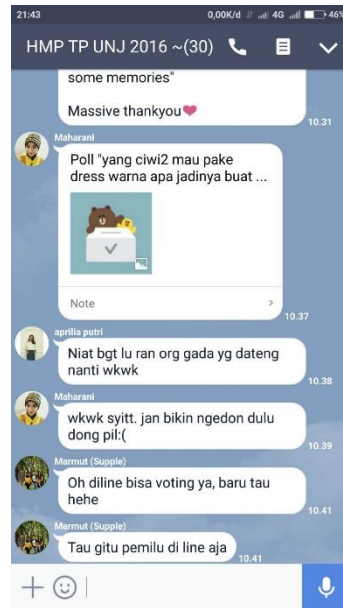 21:43
0,00K/d
4G
46%
HMP TP UNJ 2016 ~(30)
some memories"
Massive thankyou❤
10.31
Maharani
Poll "yang ciwi2 mau pake
dress warna apa jadinya buat ...
Note
10.37
aprilia putri
Niat bgt lu ran org gada yg dateng
nanti wkwk
10.38
Maharani
wkwk syitt. jan bikin ngedon dulu
dong pil:(
10.39
Marmut (Supple)
Oh diline bisa voting ya, baru tau
hehe
10.41
Marmut (Supple)
Tau gitu pemilu di line aja
10.41